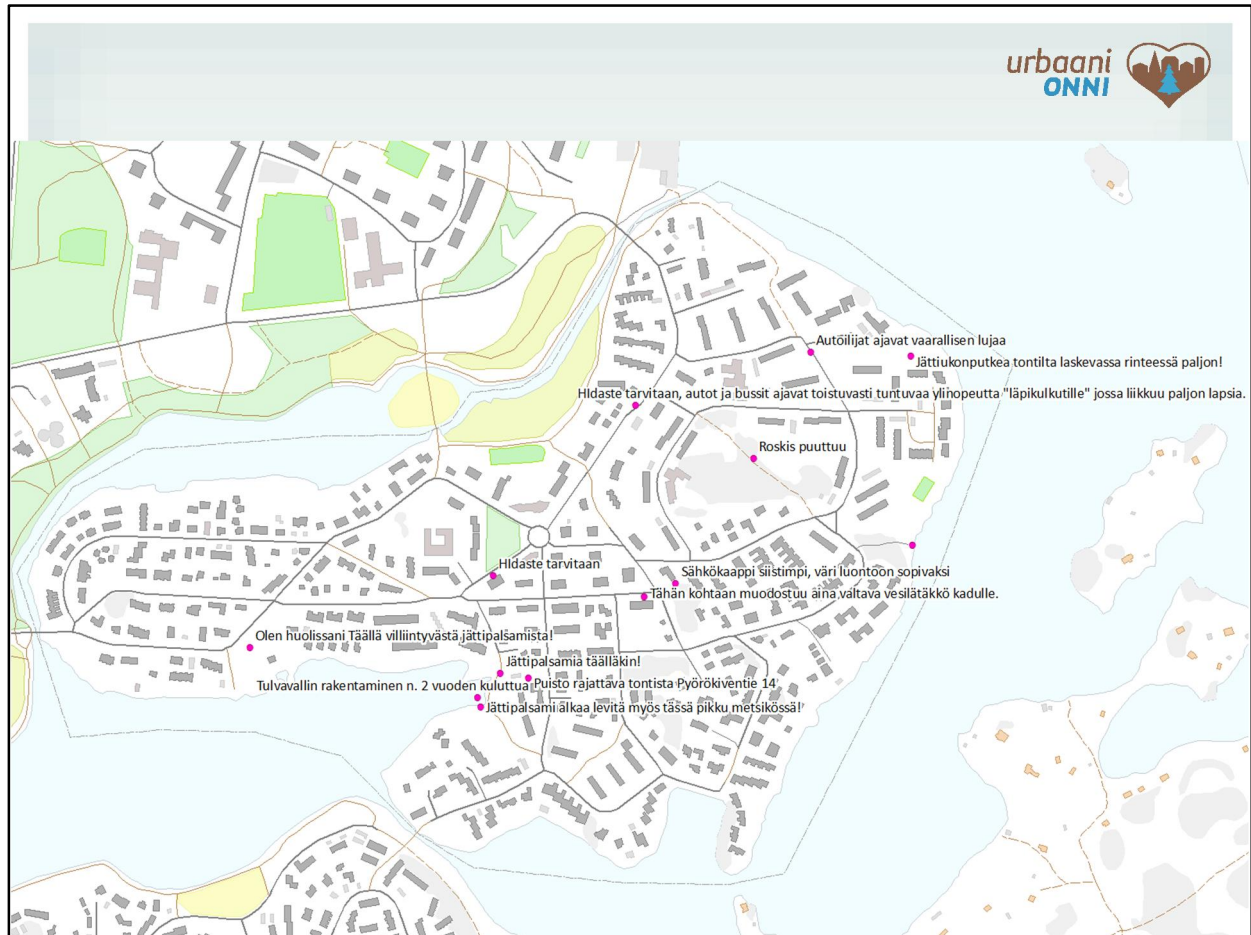 urbaani
ONNI
Autoilijat ajavat vaarallisen lujaa
Jättiukonputkea tontilta laskevassa rinteessä paljon!
HIdaste tarvitaan, autot ja bussit ajavat toistuvasti tuntuvaa ylinopeutta "läpikulkutille" jossa liikkuu paljon lapsia.
Roskis puuttuu
HIdaste tarvitaan
Sähkökaappi siistimpi, väri luontoon sopivaksi
Tähän kohtaan muodostuu aina valtava vesilätäkkö kadulle.
Olen huolissani Täällä villiintyvästä jättipalsamista!
Jättipalsamia täälläkin!
Tulvavallin rakentaminen n. 2 vuoden kuluttua
Puisto rajattava tontista Pyörökiventie 14
Jättipalsami alkaa levitä myös tässä pikku metsikössä!